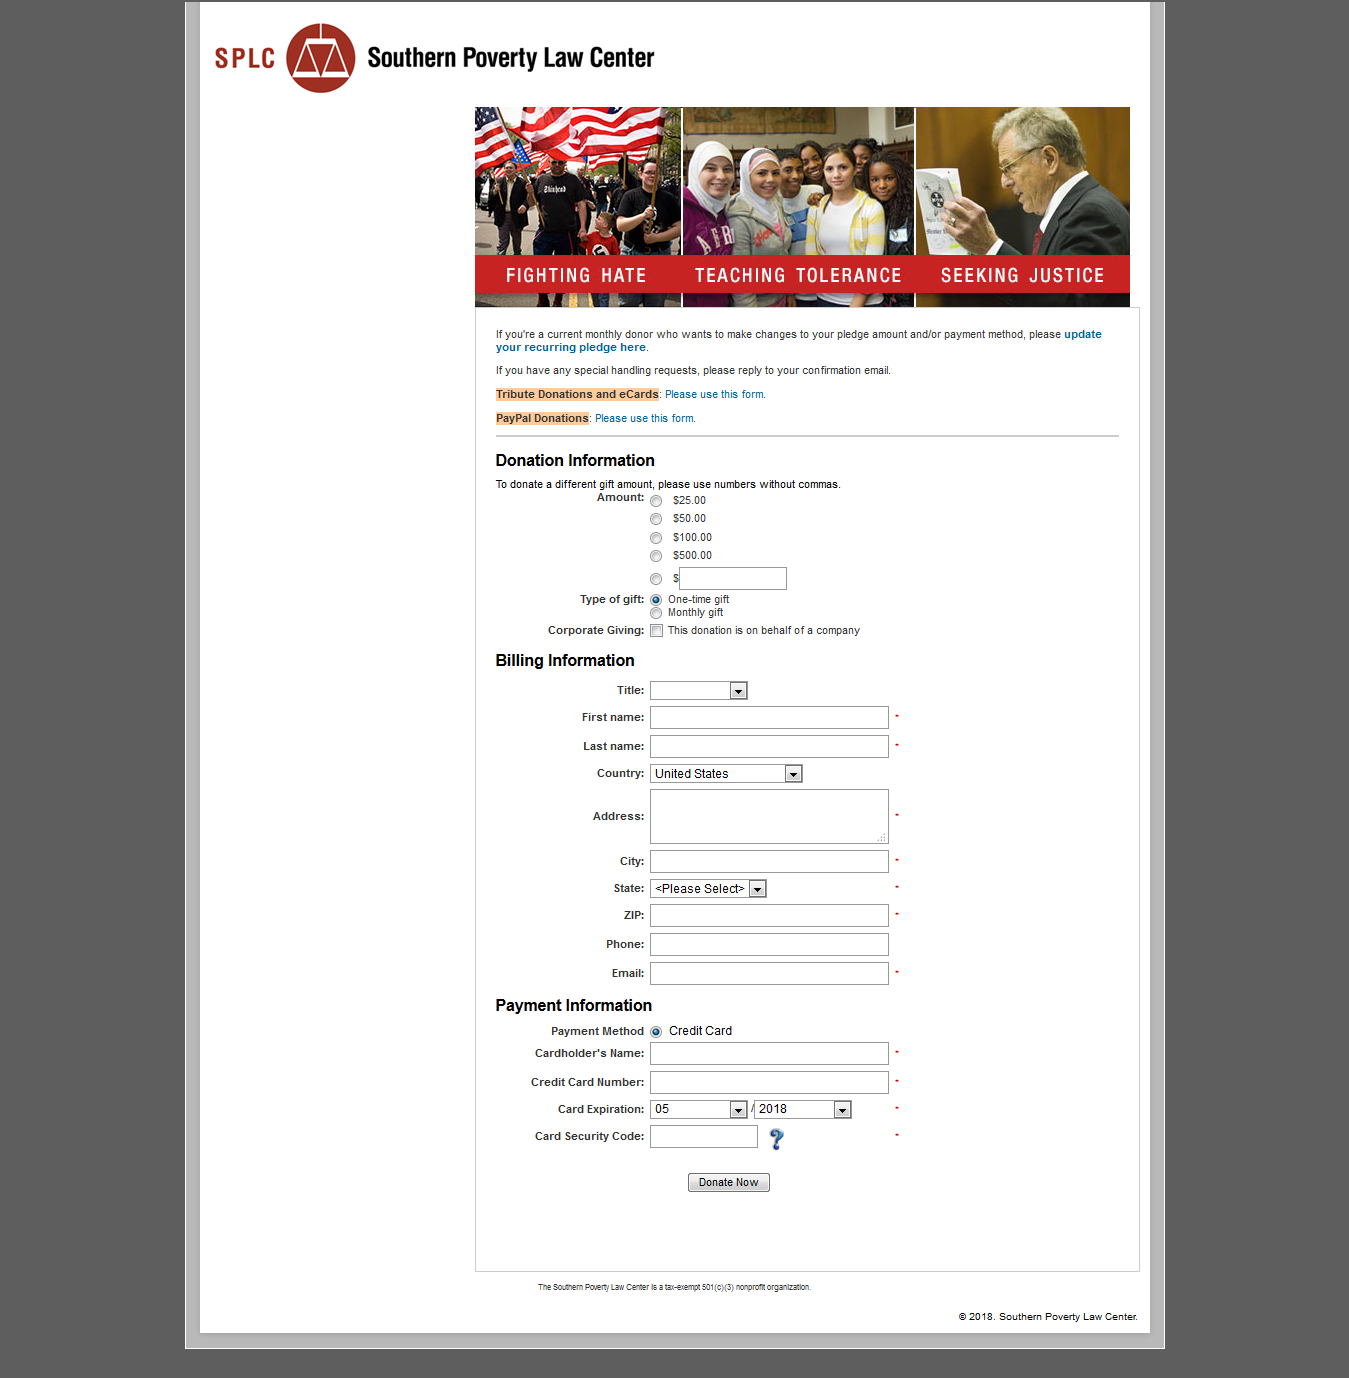 SPLC Southern Poverty Law Center
Skinhead
FIGHTING HATE TEACHING TOLERANCE SEEKING JUSTICE
If you're a current monthly donor who wants to make changes to your pledge amount and/or payment method, please update
your recurring pledge here.
If you have any special handling requests, please reply to your confirmation email.
Tribute Donations and eCards: Please use this form.
PayPal Donations: Please use this form.
Donation Information
To donate a different gift amount, please use numbers without commas.
Amount: $25.00
$50.00
$100.00
$500.00
$
Type of gift: One-time gift
Monthly gift
Corporate Giving: This donation is on behalf of a company
Billing Information
Title:
First name: *
Last name: *
Country: United States
Address: *
City: *
State: <Please Select> *
ZIP: *
Phone:
Email: *
Payment Information
Payment Method Credit Card
Cardholder's Name: *
Credit Card Number: *
Card Expiration: 05 / 2018 *
Card Security Code: ? *
Donate Now
The Southern Poverty Law Center is a tax-exempt 501(c)(3) nonprofit organization.
© 2018. Southern Poverty Law Center.